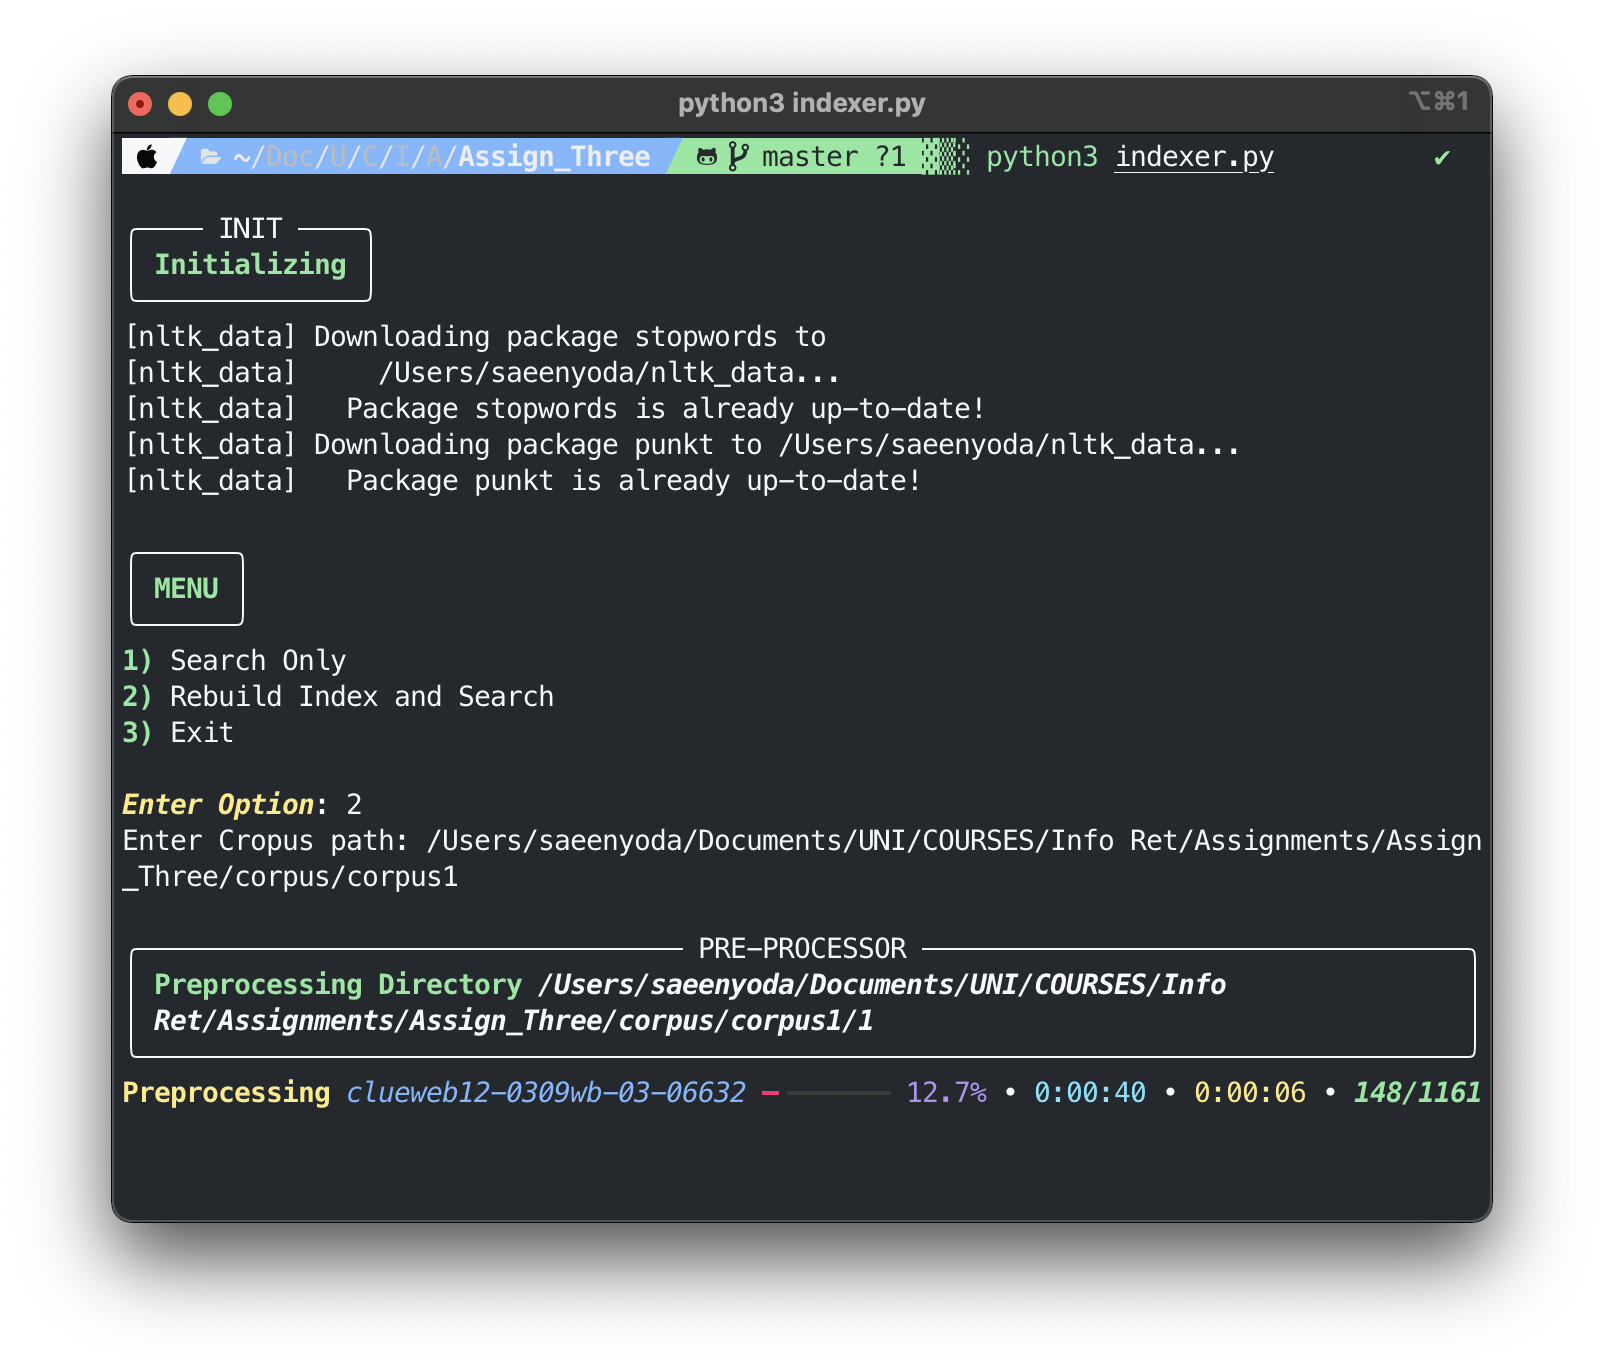 python3 indexer.py ⌥⌘1
~/Doc/U/C/I/A/Assign_Three master ?1 python3 indexer.py ✔
INIT
Initializing
[nltk_data] Downloading package stopwords to
[nltk_data]     /Users/saeenyoda/nltk_data...
[nltk_data]   Package stopwords is already up-to-date!
[nltk_data] Downloading package punkt to /Users/saeenyoda/nltk_data...
[nltk_data]   Package punkt is already up-to-date!
MENU
1) Search Only
2) Rebuild Index and Search
3) Exit
Enter Option: 2
Enter Cropus path: /Users/saeenyoda/Documents/UNI/COURSES/Info Ret/Assignments/Assign
_Three/corpus/corpus1
PRE-PROCESSOR
Preprocessing Directory /Users/saeenyoda/Documents/UNI/COURSES/Info
Ret/Assignments/Assign_Three/corpus/corpus1/1
Preprocessing clueweb12-0309wb-03-06632 12.7% • 0:00:40 • 0:00:06 • 148/1161